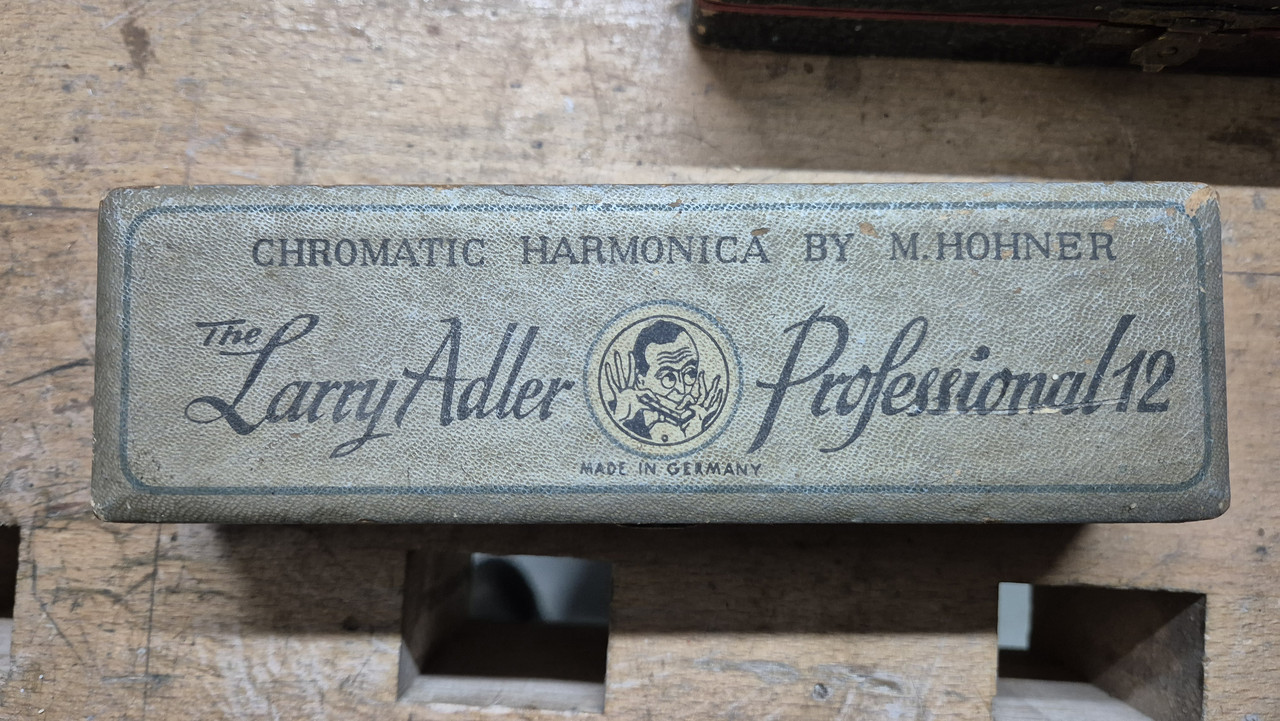 CHROMATIC HARMONICA BY M.HOHNER
The Larry Adler Professional 12
MADE IN GERMANY